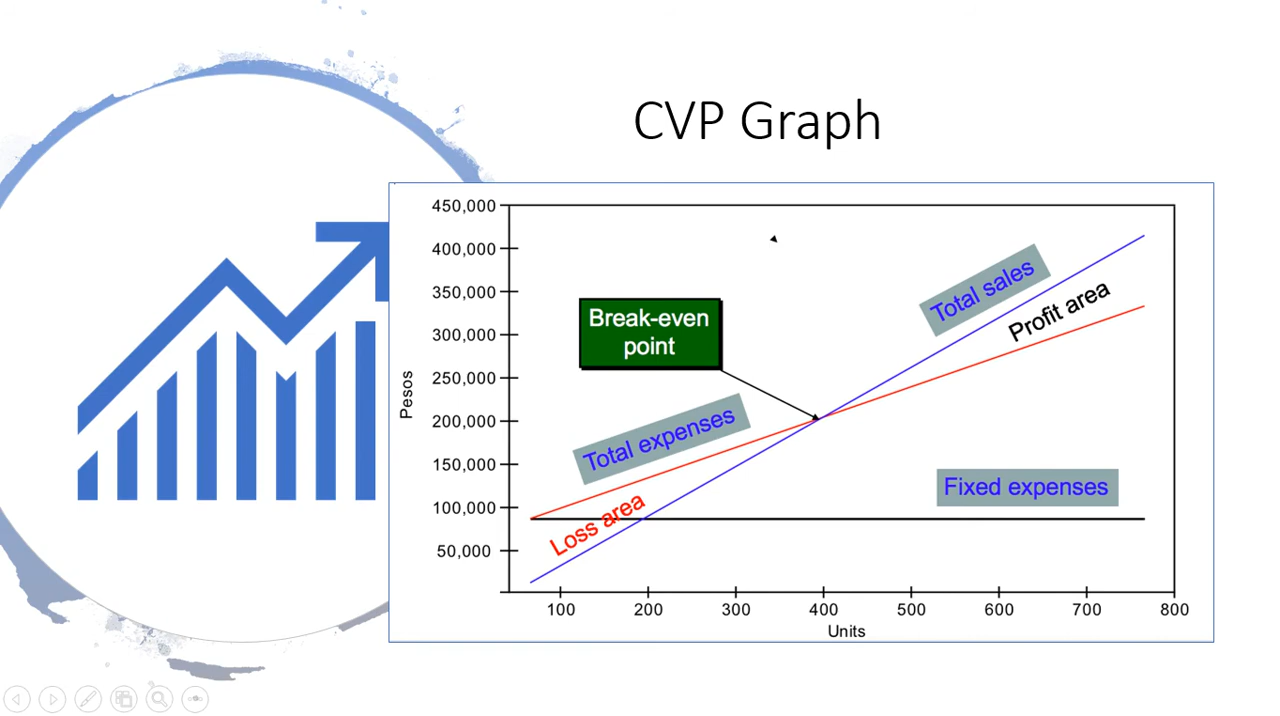 CVP Graph
450,000
400,000
350,000
300,000
250,000
200,000
150,000
100,000
50,000
Pesos
Break-even
point
Total sales
Profit area
Total expenses
Fixed expenses
Loss area
100 200 300 400 500 600 700 800
Units